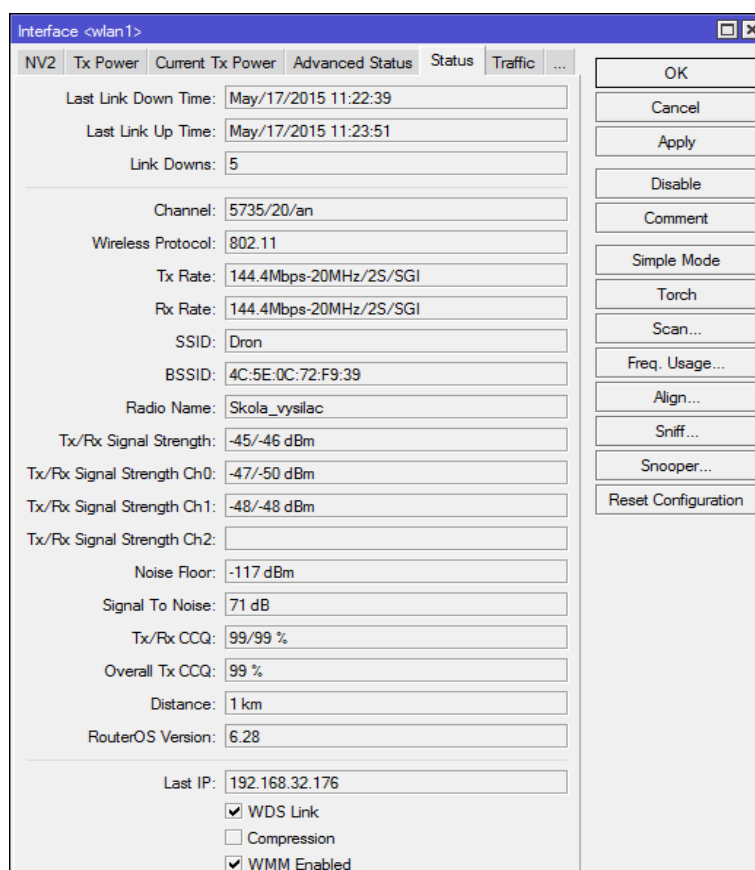 Interface <wlan1>
NV2 Tx Power Current Tx Power Advanced Status Status Traffic ...
Last Link Down Time: May/17/2015 11:22:39
Last Link Up Time: May/17/2015 11:23:51
Link Downs: 5
Channel: 5735/20/an
Wireless Protocol: 802.11
Tx Rate: 144.4Mbps-20MHz/2S/SGI
Rx Rate: 144.4Mbps-20MHz/2S/SGI
SSID: Dron
BSSID: 4C:5E:0C:72:F9:39
Radio Name: Skola_vysilac
Tx/Rx Signal Strength: -45/-46 dBm
Tx/Rx Signal Strength Ch0: -47/-50 dBm
Tx/Rx Signal Strength Ch1: -48/-48 dBm
Tx/Rx Signal Strength Ch2:
Noise Floor: -117 dBm
Signal To Noise: 71 dB
Tx/Rx CCQ: 99/99 %
Overall Tx CCQ: 99 %
Distance: 1 km
RouterOS Version: 6.28
Last IP: 192.168.32.176
WDS Link
Compression
WMM Enabled
OK
Cancel
Apply
Disable
Comment
Simple Mode
Torch
Scan...
Freq. Usage...
Align...
Sniff...
Snooper...
Reset Configuration